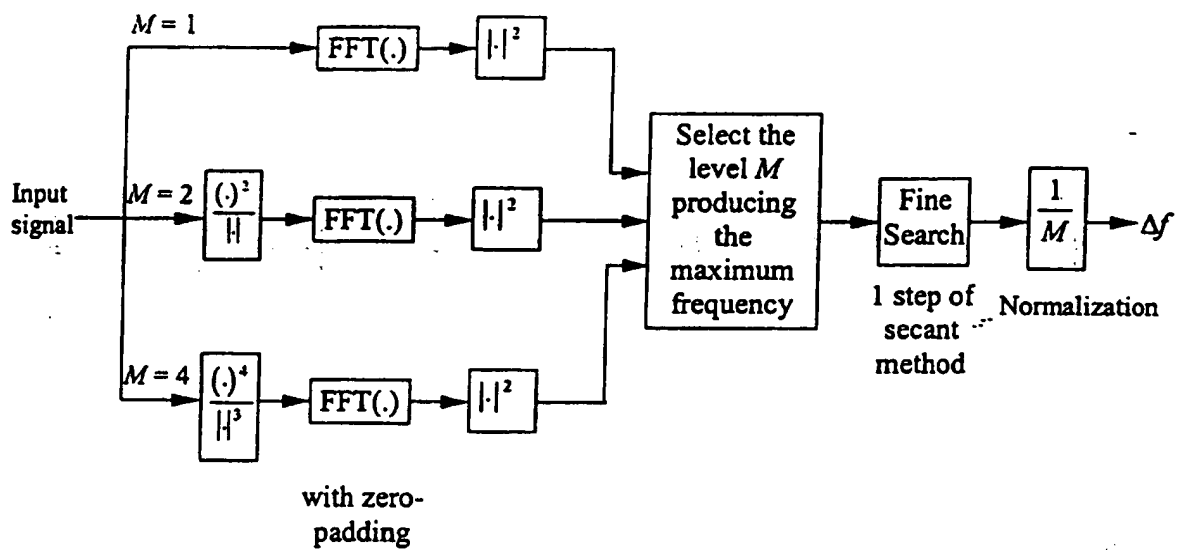 M = 1
FFT(.)
|·|²
Input
signal
M = 2
(·)²
|·|
FFT(.)
|·|²
M = 4
(.)⁴
|·|³
FFT(.)
|·|²
with zero-
padding
Select the
level M
producing
the
maximum
frequency
Fine
Search
1 step of
secant
method
1
M
Normalization
Δf